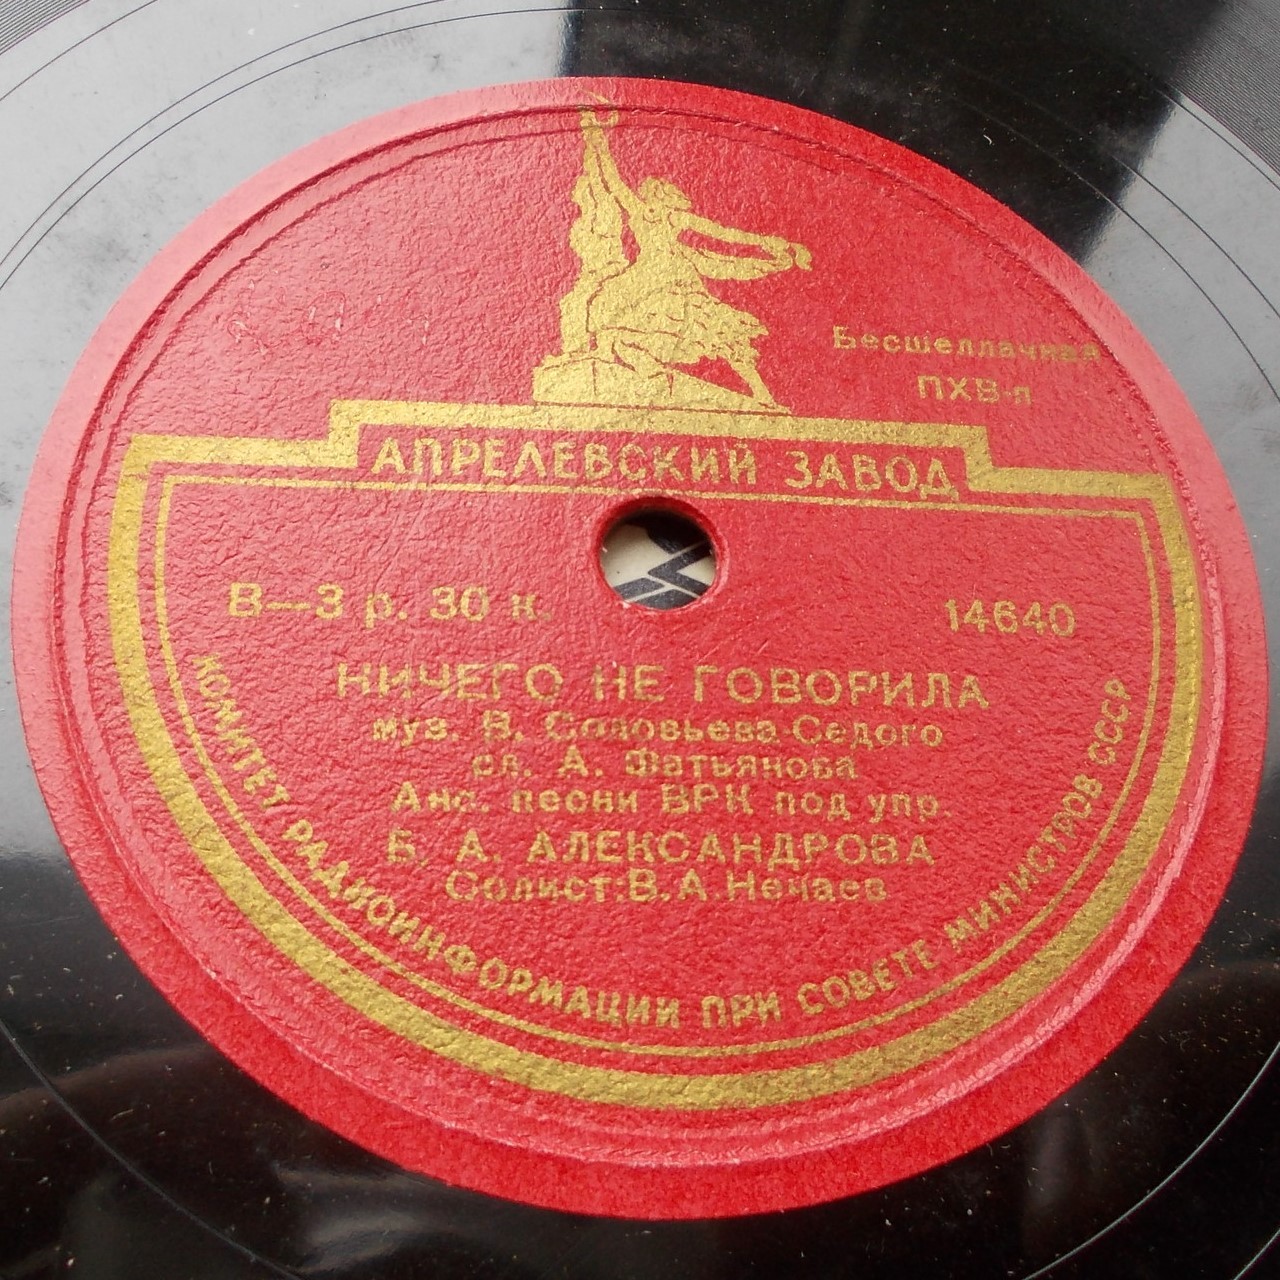 Бесшеллачная
ПХВ-п
АПРЕЛЕВСКИЙ ЗАВОД
В—3 р. 30 к.
14640
НИЧЕГО НЕ ГОВОРИЛА
муз. В. Соловьева-Седого
сл. А. Фатьянова
Анс. песни ВРК под упр.
Б. А. АЛЕКСАНДРОВА
Солист: В. А. Нечаев
КОМИТЕТ РАДИОИНФОРМАЦИИ ПРИ СОВЕТЕ МИНИСТРОВ СССР